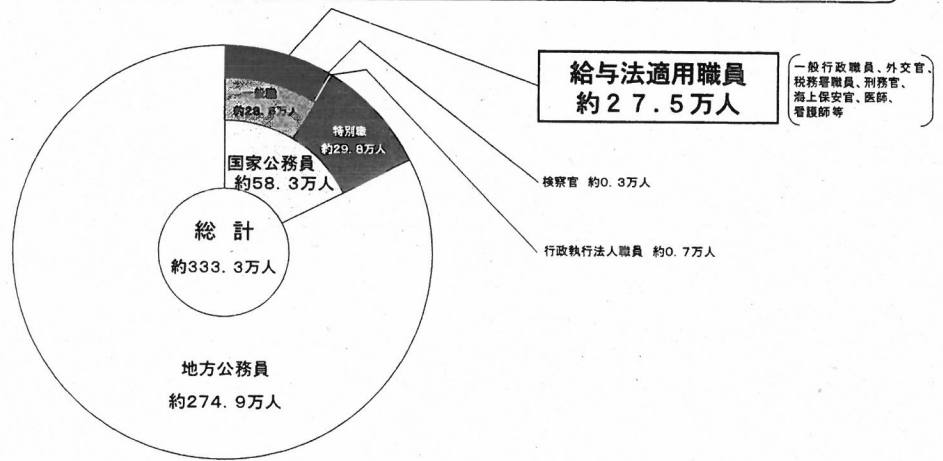 給与法適用職員
約27.5万人
一般行政職員、外交官、
税務署職員、刑務官、
海上保安官、医師、
看護師等
一般職
特別職
約29.8万人
国家公務員
約58.3万人
検察官 約0.3万人
行政執行法人職員 約0.7万人
総 計
約333.3万人
地方公務員
約274.9万人